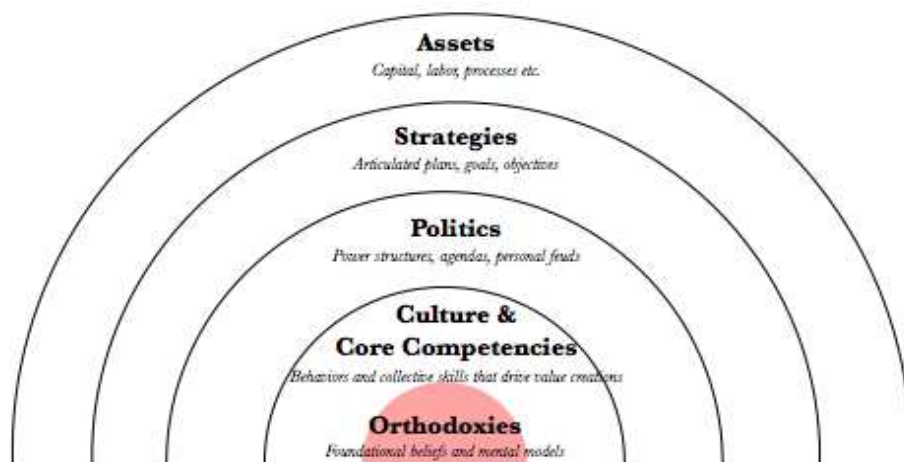 Assets
Capital, labor, processes etc.
Strategies
Articulated plans, goals, objectives
Politics
Power structures, agendas, personal feuds
Culture &
Core Competencies
Behaviors and collective skills that drive value creations
Orthodoxies
Foundational beliefs and mental models